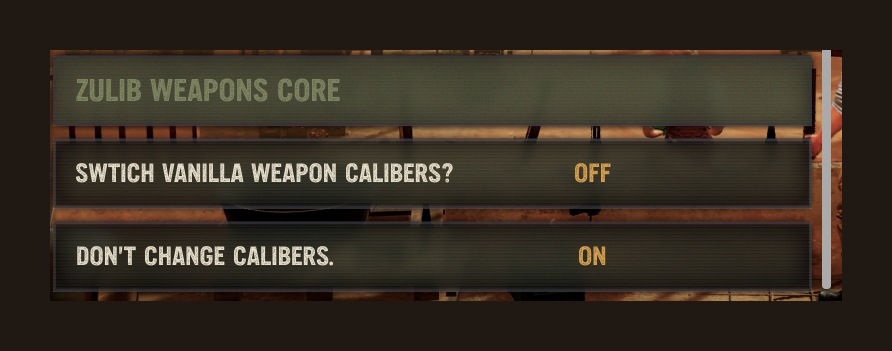 ZULIB WEAPONS CORE
SWTICH VANILLA WEAPON CALIBERS? OFF
DON'T CHANGE CALIBERS. ON